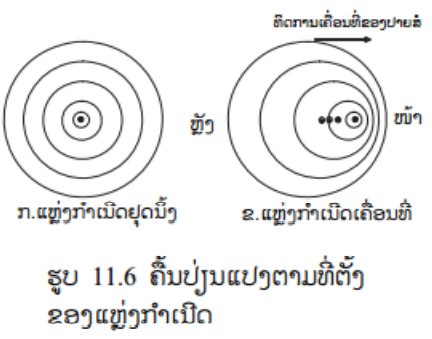 ທິດການເຄື່ອນທີ່ຂອງປາຍສໍ
ຫຼັງ
ໜ້າ
ກ.ແຫຼ່ງກຳເນີດຢຸດນິ້ງ
ຂ.ແຫຼ່ງກຳເນີດເຄື່ອນທີ່
ຮູບ 11.6 ຄື້ນປ່ຽນແປງຕາມທີ່ຕັ້ງ
ຂອງແຫຼ່ງກຳເນີດ